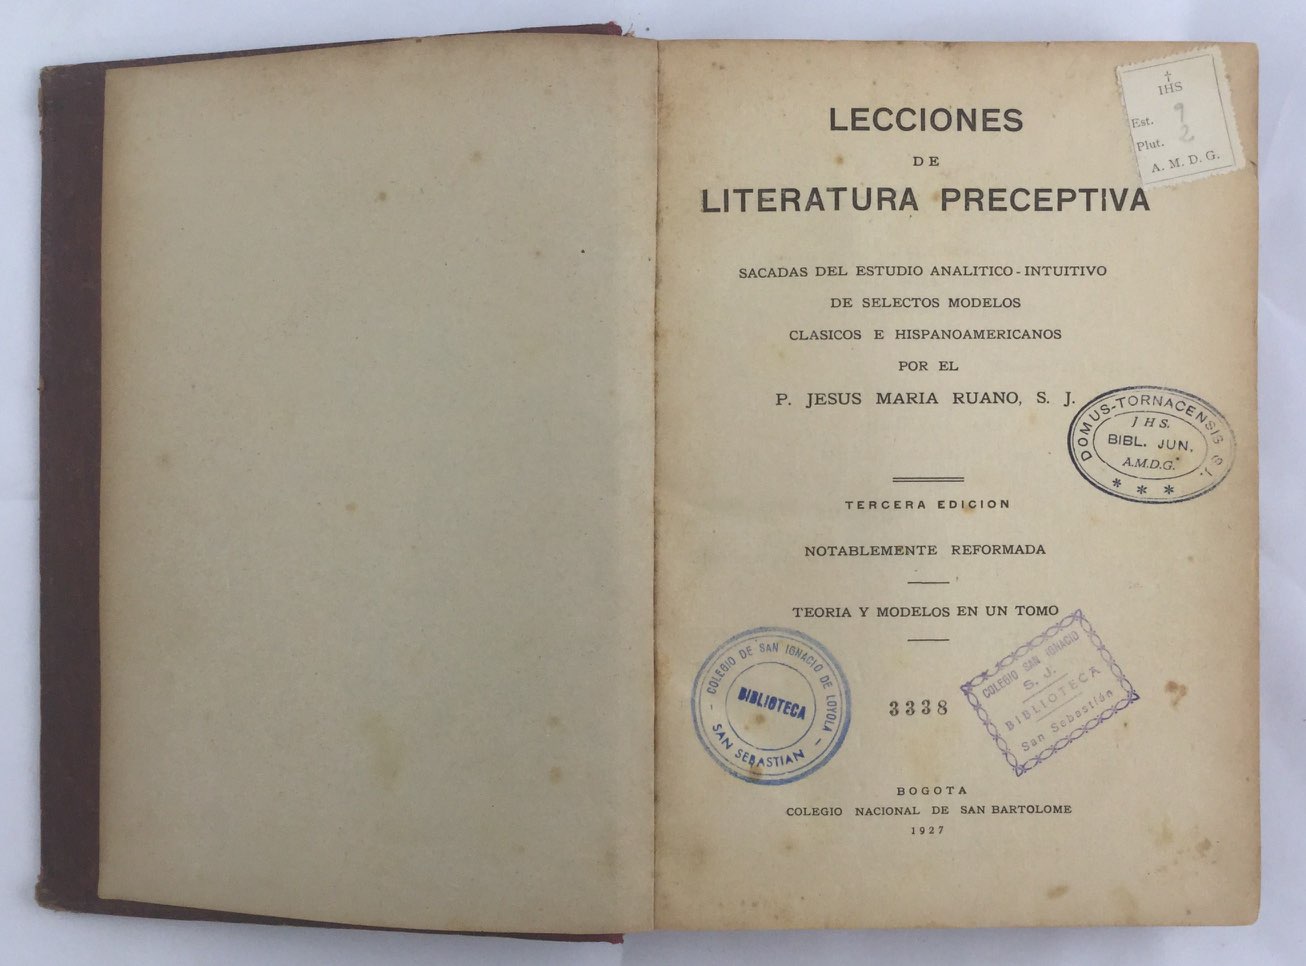 LECCIONES
DE
LITERATURA PRECEPTIVA
SACADAS DEL ESTUDIO ANALITICO-INTUITIVO
DE SELECTOS MODELOS
CLASICOS E HISPANOAMERICANOS
POR EL
P. JESUS MARIA RUANO, S. J.
TERCERA EDICION
NOTABLEMENTE REFORMADA
TEORIA Y MODELOS EN UN TOMO
3338
BOGOTA
COLEGIO NACIONAL DE SAN BARTOLOME
1927
IHS
Est. 9
Plut. 2
A. M. D. G.
DOMUS-TORNACENSIS S. J.
JHS.
BIBL. JUN.
A.M.D.G.
* * *
- COLEGIO DE SAN IGNACIO DE LOYOLA -
BIBLIOTECA
SAN SEBASTIAN
COLEGIO SAN IGNACIO
S. J.
BIBLIOTECA
San Sebastián